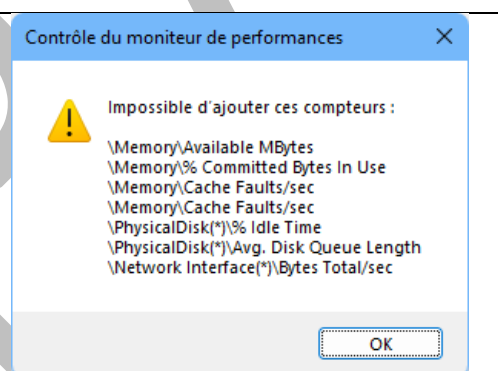 Contrôle du moniteur de performances
Impossible d'ajouter ces compteurs :
\Memory\Available MBytes
\Memory\% Committed Bytes In Use
\Memory\Cache Faults/sec
\Memory\Cache Faults/sec
\PhysicalDisk(*)\% Idle Time
\PhysicalDisk(*)\Avg. Disk Queue Length
\Network Interface(*)\Bytes Total/sec
OK